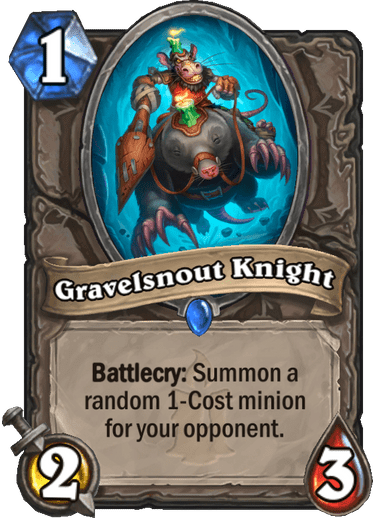 1
Gravelsnout Knight
Battlecry: Summon a
random 1-Cost minion
for your opponent.
2
3